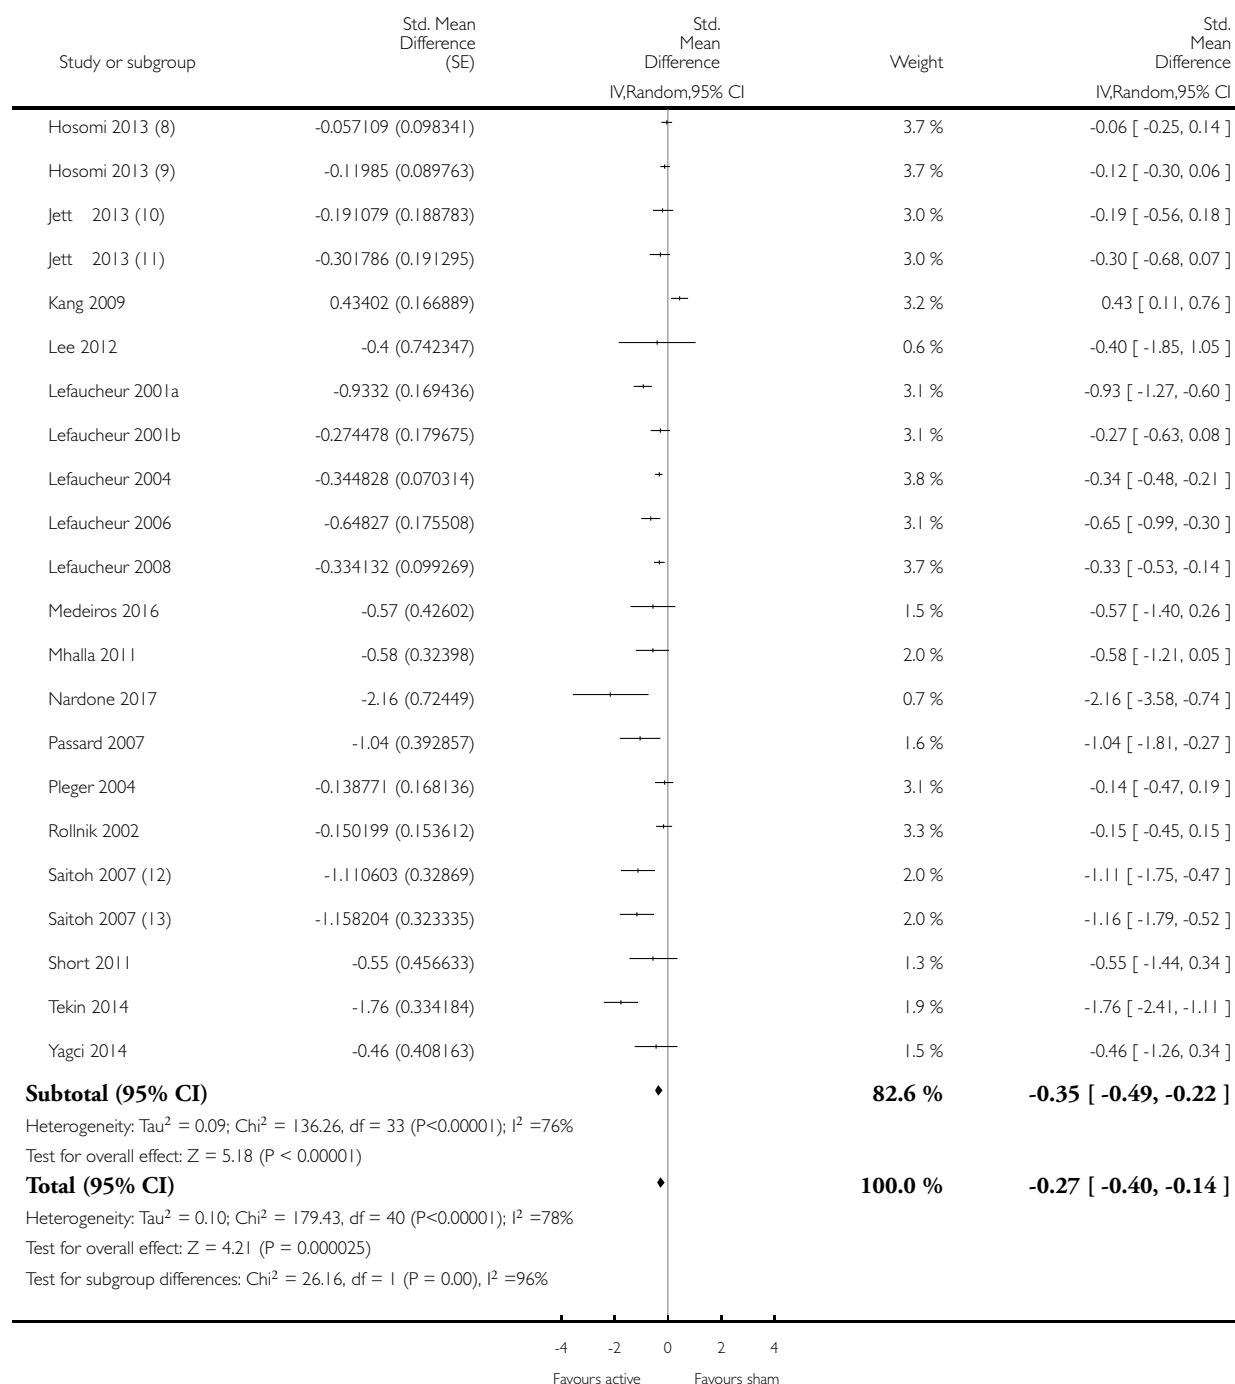 Study or subgroup
Std. Mean
Difference
(SE)
Std.
Mean
Difference
IV,Random,95% CI
Weight
Std.
Mean
Difference
IV,Random,95% CI
Hosomi 2013 (8) -0.057109 (0.098341) 3.7 % -0.06 [ -0.25, 0.14 ]
Hosomi 2013 (9) -0.11985 (0.089763) 3.7 % -0.12 [ -0.30, 0.06 ]
Jett 2013 (10) -0.191079 (0.188783) 3.0 % -0.19 [ -0.56, 0.18 ]
Jett 2013 (11) -0.301786 (0.191295) 3.0 % -0.30 [ -0.68, 0.07 ]
Kang 2009 0.43402 (0.166889) 3.2 % 0.43 [ 0.11, 0.76 ]
Lee 2012 -0.4 (0.742347) 0.6 % -0.40 [ -1.85, 1.05 ]
Lefaucheur 2001a -0.9332 (0.169436) 3.1 % -0.93 [ -1.27, -0.60 ]
Lefaucheur 2001b -0.274478 (0.179675) 3.1 % -0.27 [ -0.63, 0.08 ]
Lefaucheur 2004 -0.344828 (0.070314) 3.8 % -0.34 [ -0.48, -0.21 ]
Lefaucheur 2006 -0.64827 (0.175508) 3.1 % -0.65 [ -0.99, -0.30 ]
Lefaucheur 2008 -0.334132 (0.099269) 3.7 % -0.33 [ -0.53, -0.14 ]
Medeiros 2016 -0.57 (0.42602) 1.5 % -0.57 [ -1.40, 0.26 ]
Mhalla 2011 -0.58 (0.32398) 2.0 % -0.58 [ -1.21, 0.05 ]
Nardone 2017 -2.16 (0.72449) 0.7 % -2.16 [ -3.58, -0.74 ]
Passard 2007 -1.04 (0.392857) 1.6 % -1.04 [ -1.81, -0.27 ]
Pleger 2004 -0.138771 (0.168136) 3.1 % -0.14 [ -0.47, 0.19 ]
Rollnik 2002 -0.150199 (0.153612) 3.3 % -0.15 [ -0.45, 0.15 ]
Saitoh 2007 (12) -1.110603 (0.32869) 2.0 % -1.11 [ -1.75, -0.47 ]
Saitoh 2007 (13) -1.158204 (0.323335) 2.0 % -1.16 [ -1.79, -0.52 ]
Short 2011 -0.55 (0.456633) 1.3 % -0.55 [ -1.44, 0.34 ]
Tekin 2014 -1.76 (0.334184) 1.9 % -1.76 [ -2.41, -1.11 ]
Yagci 2014 -0.46 (0.408163) 1.5 % -0.46 [ -1.26, 0.34 ]
Subtotal (95% CI) 82.6 % -0.35 [ -0.49, -0.22 ]
Heterogeneity: Tau² = 0.09; Chi² = 136.26, df = 33 (P<0.00001); I² =76%
Test for overall effect: Z = 5.18 (P < 0.00001)
Total (95% CI) 100.0 % -0.27 [ -0.40, -0.14 ]
Heterogeneity: Tau² = 0.10; Chi² = 179.43, df = 40 (P<0.00001); I² =78%
Test for overall effect: Z = 4.21 (P = 0.000025)
Test for subgroup differences: Chi² = 26.16, df = 1 (P = 0.00), I² =96%
-4 -2 0 2 4
Favours active Favours sham